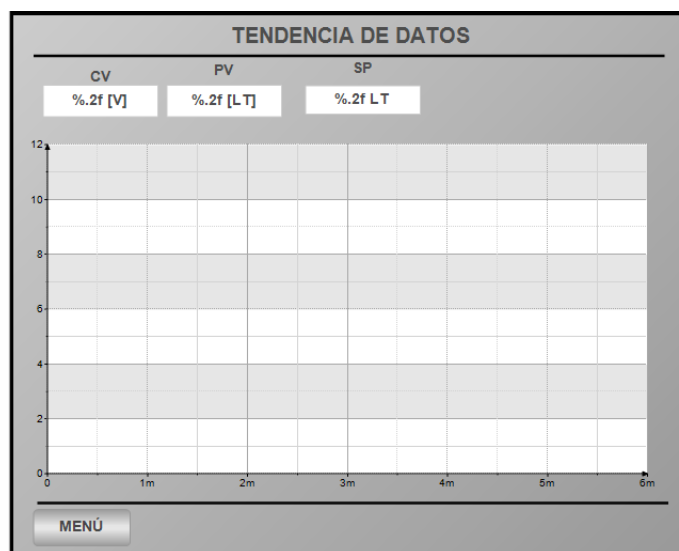 TENDENCIA DE DATOS
CV PV SP
%.2f [V] %.2f [LT] %.2f LT
12
10
8
6
4
2
0
0 1m 2m 3m 4m 5m 6m
MENÚ